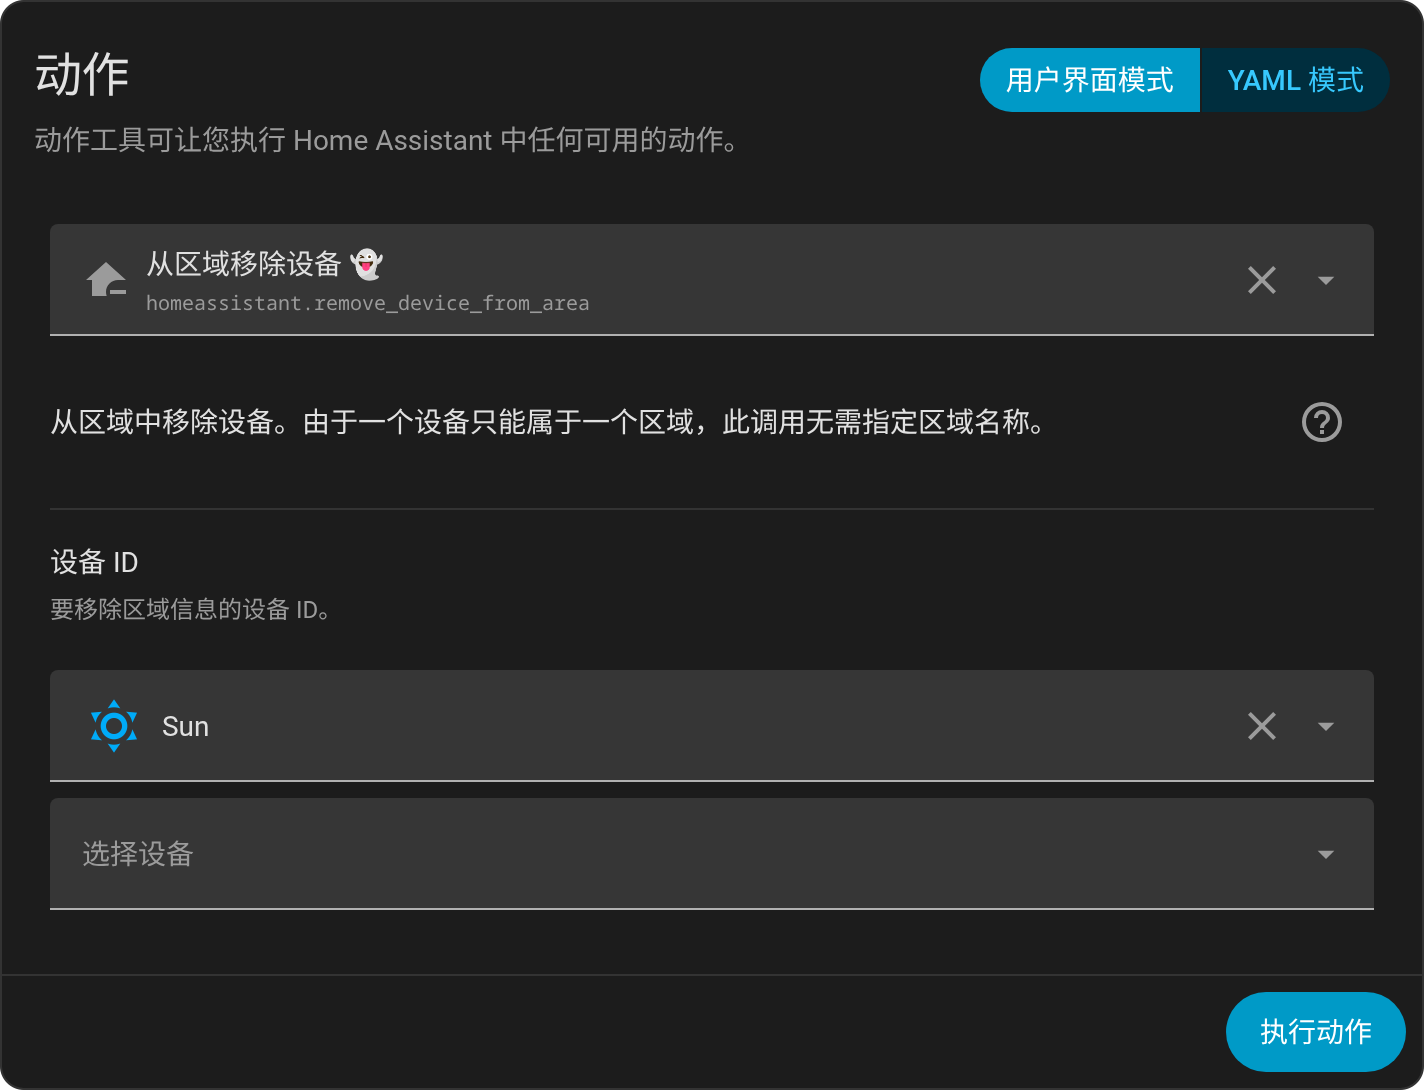 动作
用户界面模式
YAML 模式
动作工具可让您执行 Home Assistant 中任何可用的动作。
从区域移除设备 👻
homeassistant.remove_device_from_area
从区域中移除设备。由于一个设备只能属于一个区域，此调用无需指定区域名称。
设备 ID
要移除区域信息的设备 ID。
Sun
选择设备
执行动作